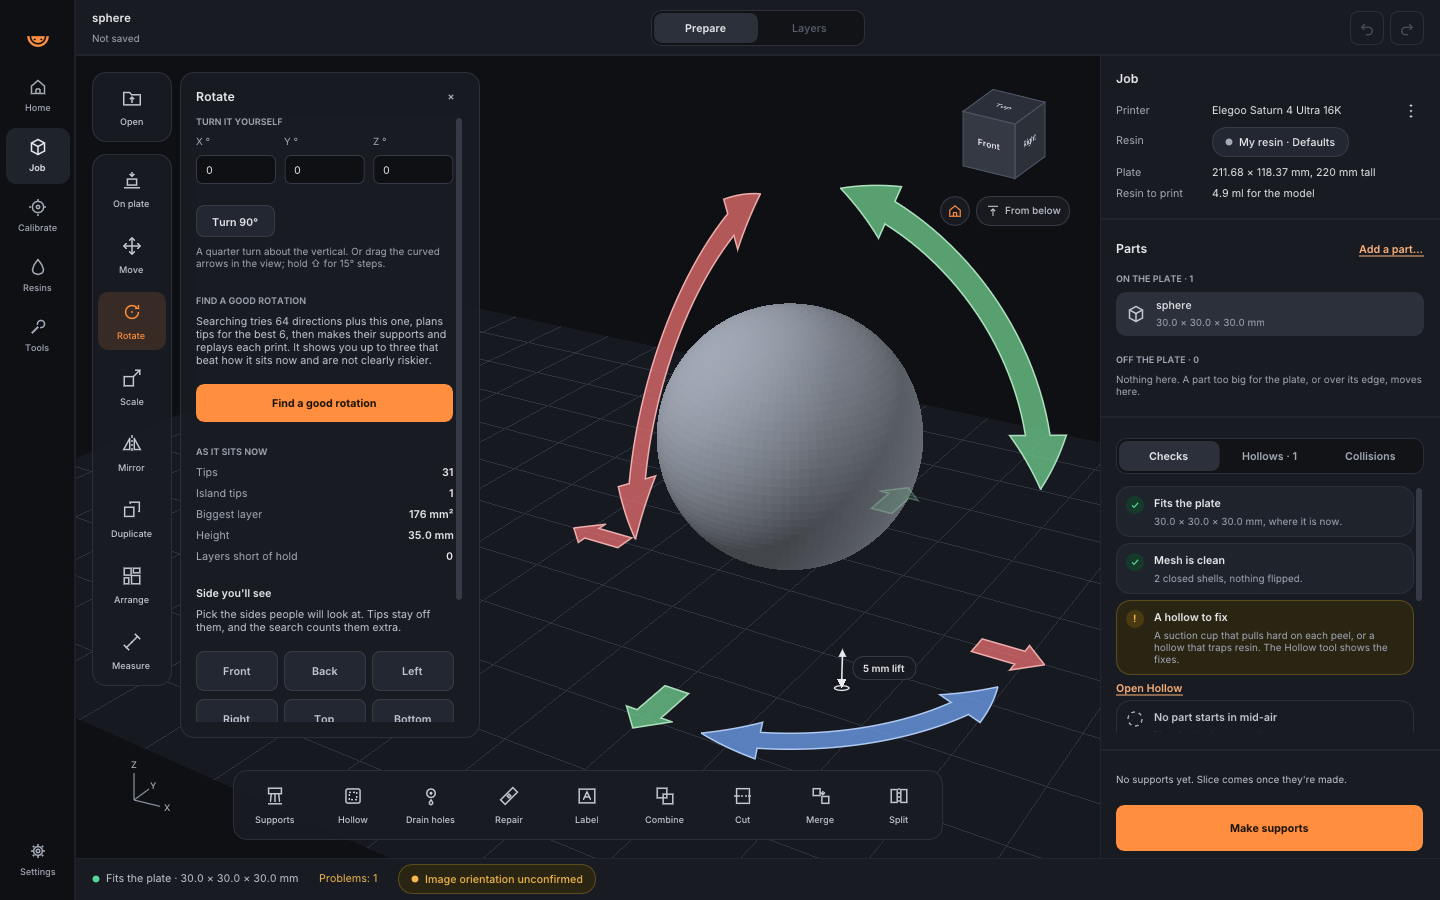 sphere
Not saved
Prepare
Layers
Home
Job
Calibrate
Resins
Tools
Settings
Open
On plate
Move
Rotate
Scale
Mirror
Duplicate
Arrange
Measure
Rotate
TURN IT YOURSELF
X °
Y °
Z °
0
0
0
Turn 90°
A quarter turn about the vertical. Or drag the curved
arrows in the view; hold ⇧ for 15° steps.
FIND A GOOD ROTATION
Searching tries 64 directions plus this one, plans
tips for the best 6, then makes their supports and
replays each print. It shows you up to three that
beat how it sits now and are not clearly riskier.
Find a good rotation
AS IT SITS NOW
Tips 31
Island tips 1
Biggest layer 176 mm²
Height 35.0 mm
Layers short of hold 0
Side you'll see
Pick the sides people will look at. Tips stay off
them, and the search counts them extra.
Front
Back
Left
Right
Top
Bottom
Top
Front
Right
From below
5 mm lift
Z
Y
X
Supports
Hollow
Drain holes
Repair
Label
Combine
Cut
Merge
Split
Job
Printer Elegoo Saturn 4 Ultra 16K
Resin My resin · Defaults
Plate 211.68 × 118.37 mm, 220 mm tall
Resin to print 4.9 ml for the model
Parts
Add a part...
ON THE PLATE · 1
sphere
30.0 × 30.0 × 30.0 mm
OFF THE PLATE · 0
Nothing here. A part too big for the plate, or over its edge, moves
here.
Checks
Hollows · 1
Collisions
Fits the plate
30.0 × 30.0 × 30.0 mm, where it is now.
Mesh is clean
2 closed shells, nothing flipped.
A hollow to fix
A suction cup that pulls hard on each peel, or a
hollow that traps resin. The Hollow tool shows the
fixes.
Open Hollow
No part starts in mid-air
No supports yet. Slice comes once they're made.
Make supports
Fits the plate · 30.0 × 30.0 × 30.0 mm
Problems: 1
Image orientation unconfirmed